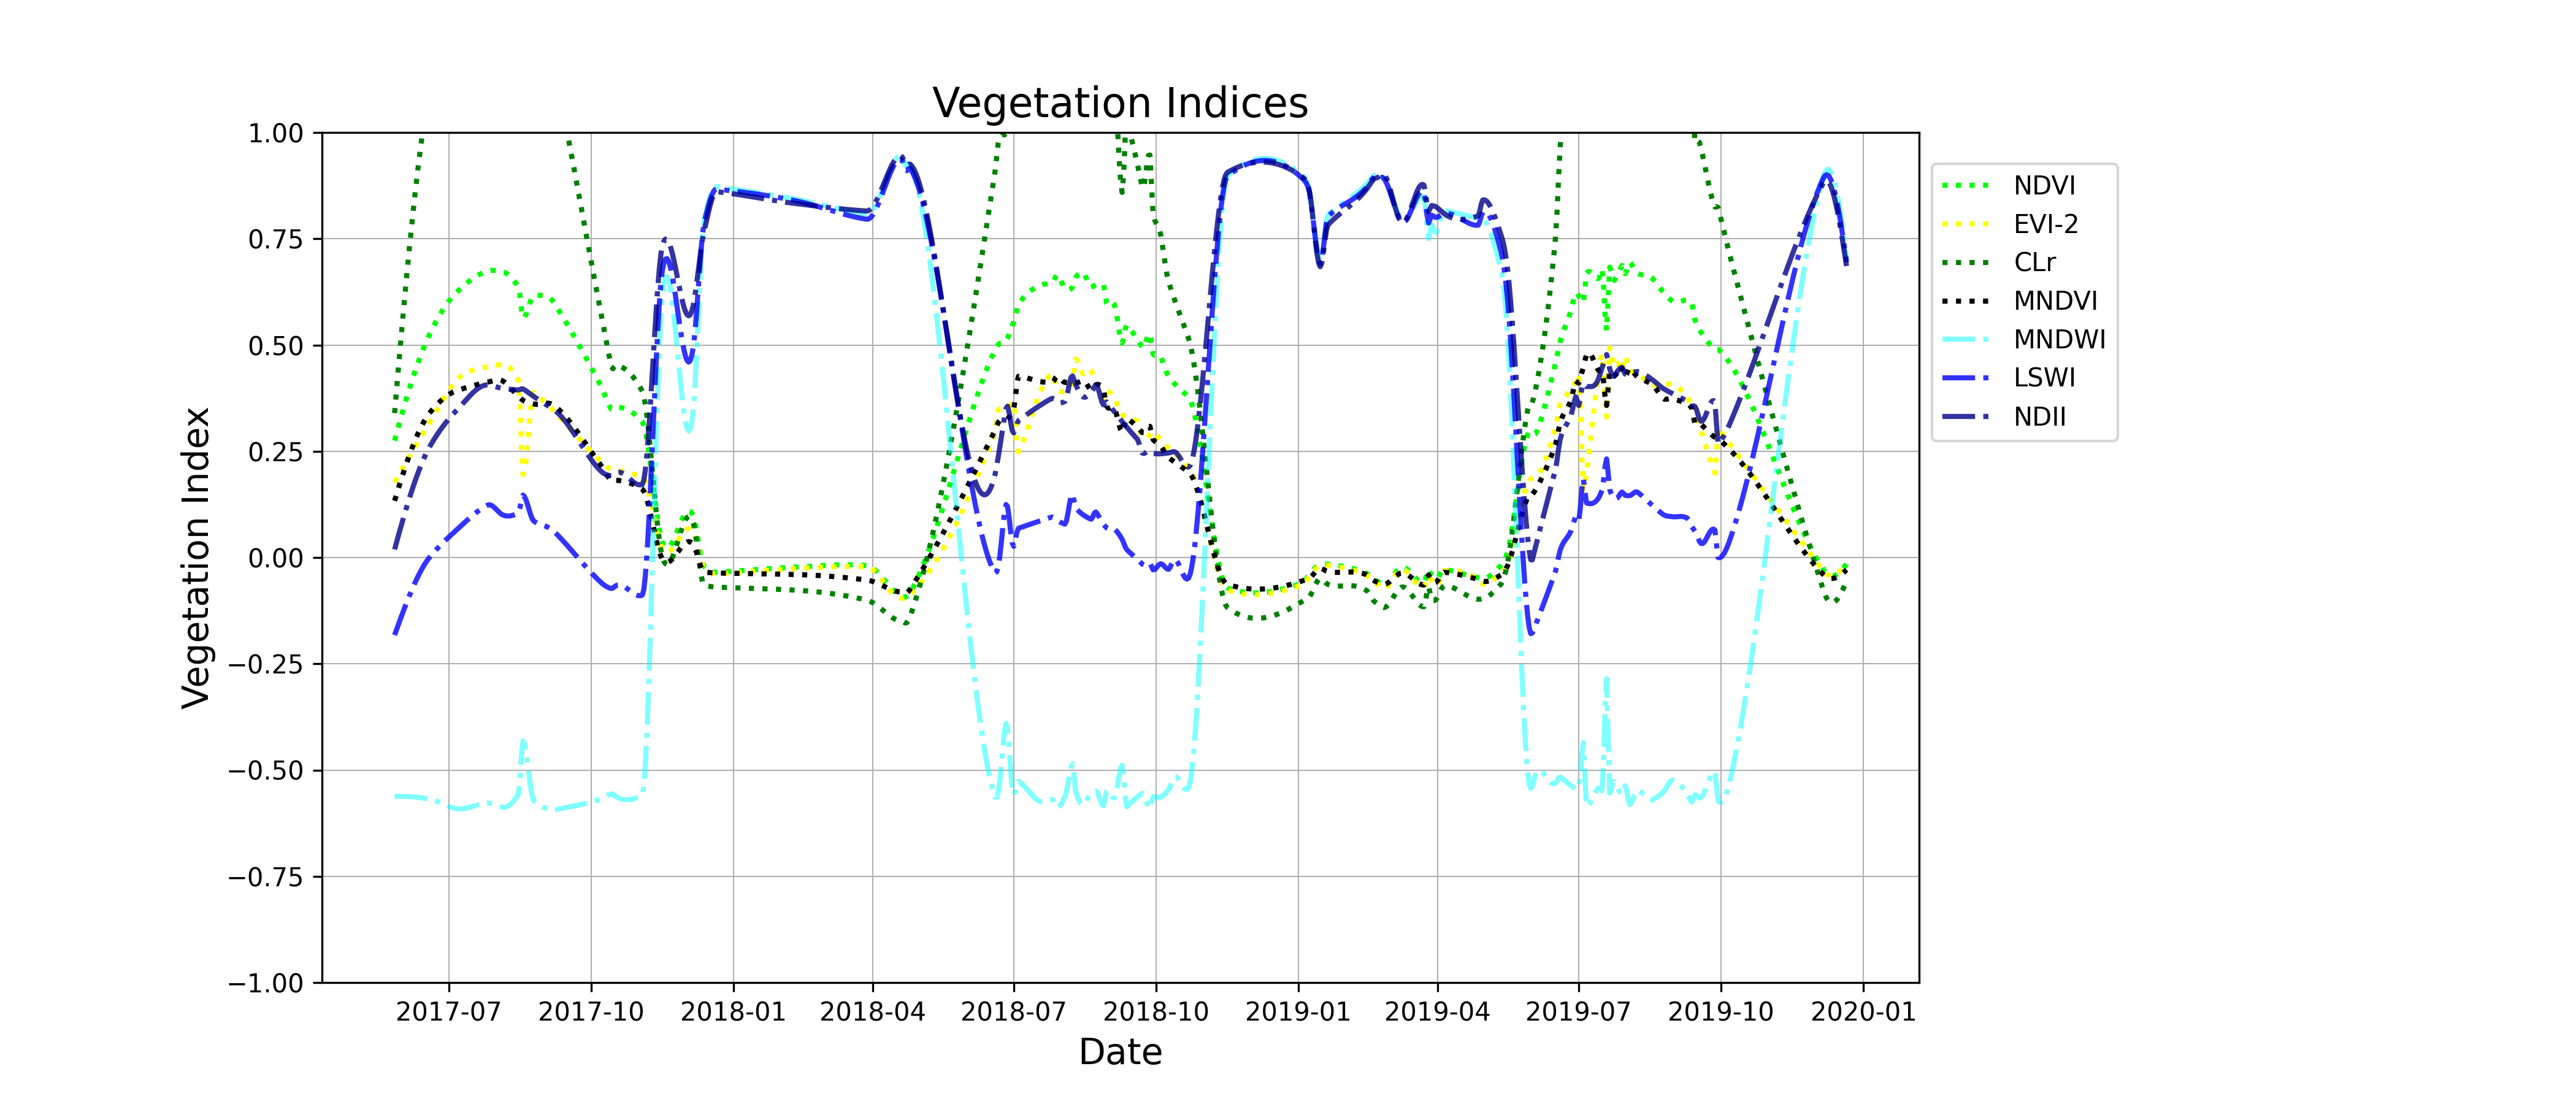 Vegetation Indices
1.00
0.75
0.50
0.25
0.00
−0.25
−0.50
−0.75
−1.00
Vegetation Index
2017-07 2017-10 2018-01 2018-04 2018-07 2018-10 2019-01 2019-04 2019-07 2019-10 2020-01
Date
NDVI
EVI-2
CLr
MNDVI
MNDWI
LSWI
NDII